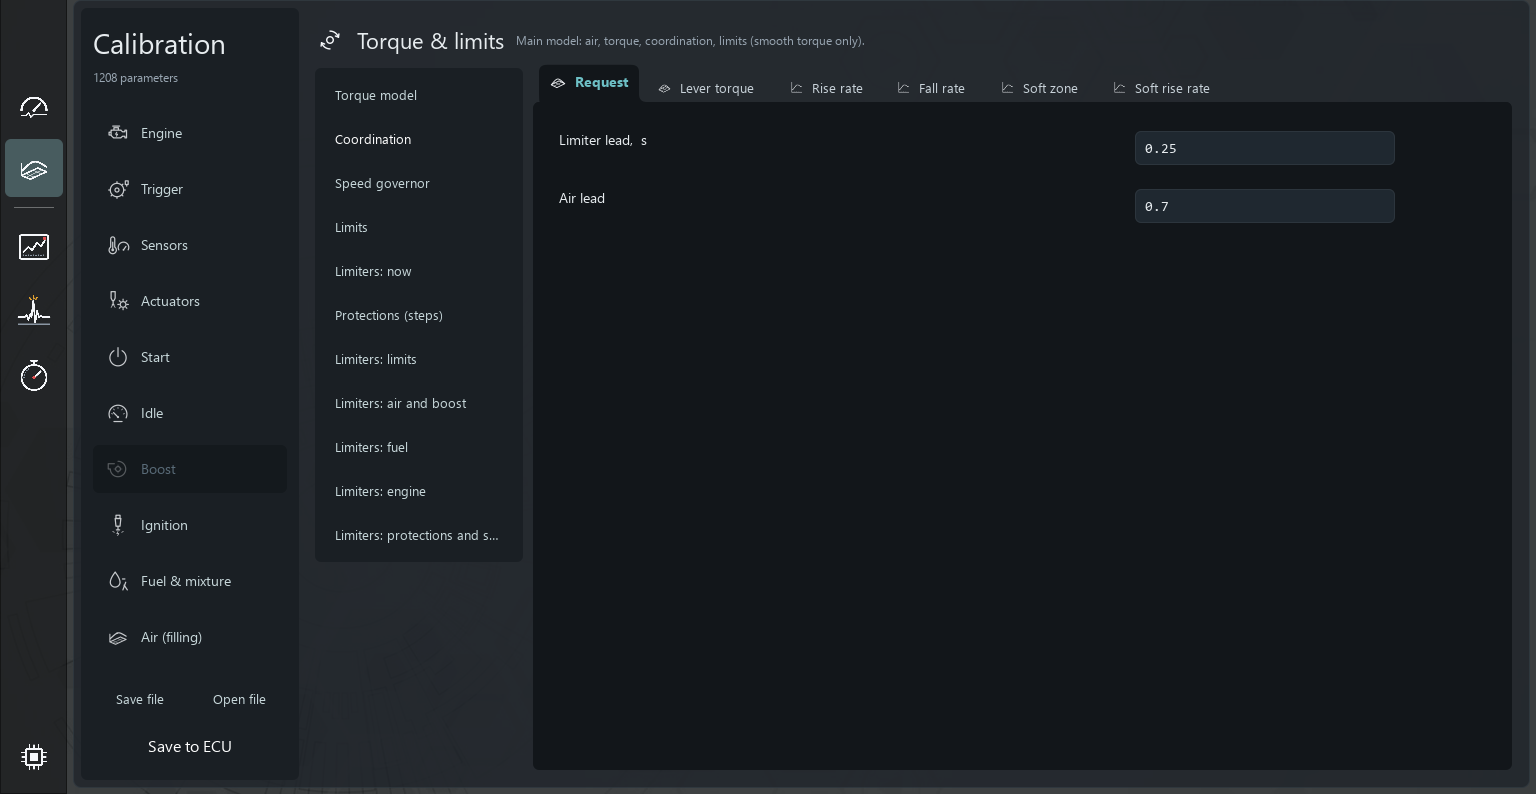 Calibration
1208 parameters
Engine
Trigger
Sensors
Actuators
Start
Idle
Boost
Ignition
Fuel & mixture
Air (filling)
Save file
Open file
Save to ECU
Torque & limits
Main model: air, torque, coordination, limits (smooth torque only).
Torque model
Coordination
Speed governor
Limits
Limiters: now
Protections (steps)
Limiters: limits
Limiters: air and boost
Limiters: fuel
Limiters: engine
Limiters: protections and s...
Request
Lever torque
Rise rate
Fall rate
Soft zone
Soft rise rate
Limiter lead, s
0.25
Air lead
0.7